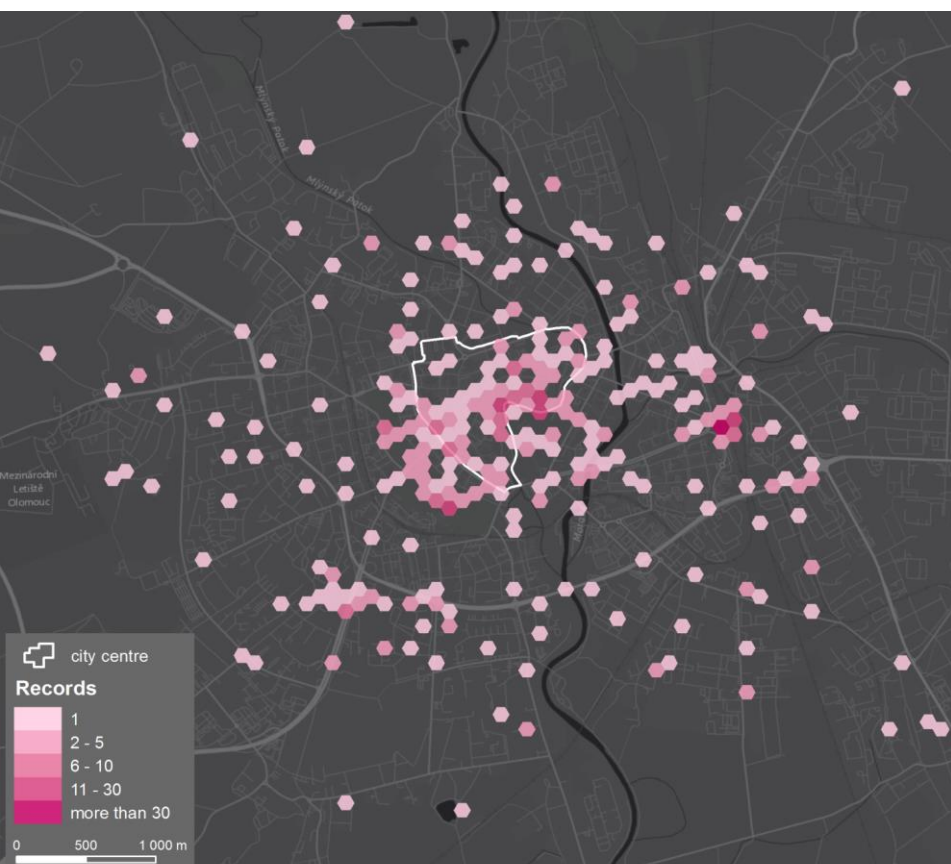 Mlýnský Potok
Mlýnský Potok
Mezinárodní
Letiště
Olomouc
city centre
Records
1
2 - 5
6 - 10
11 - 30
more than 30
0 500 1 000 m